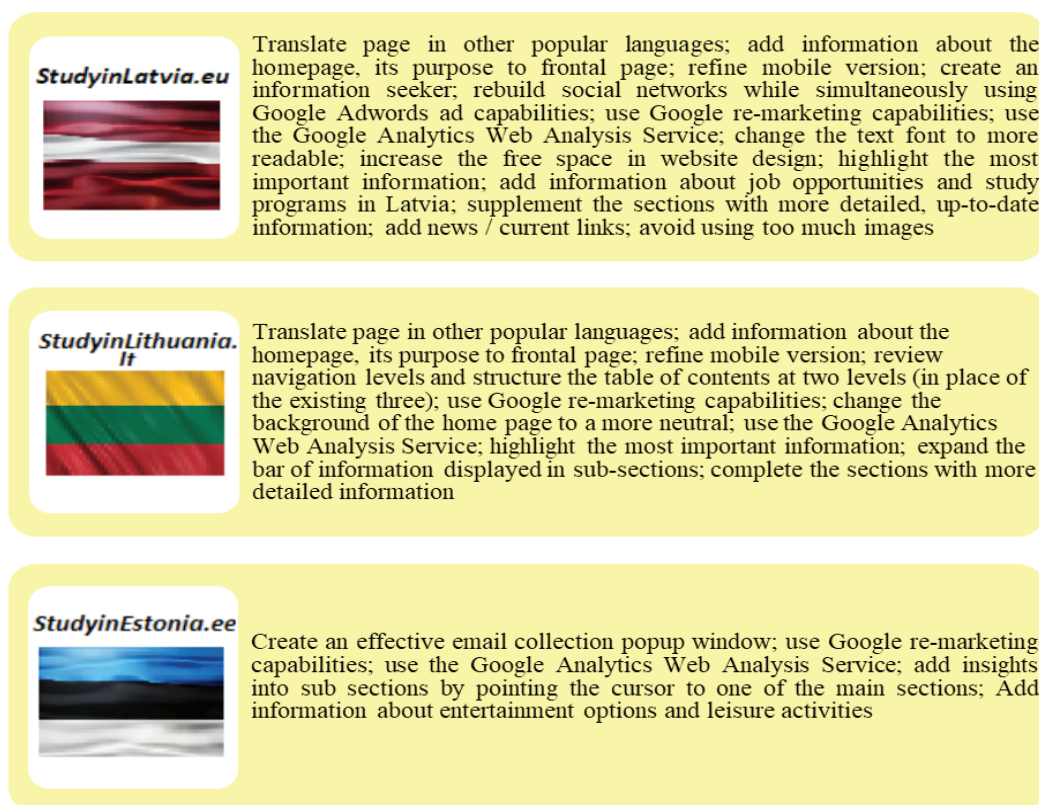 StudyinLatvia.eu
Translate page in other popular languages; add information about the
homepage, its purpose to frontal page; refine mobile version; create an
information seeker; rebuild social networks while simultaneously using
Google Adwords ad capabilities; use Google re-marketing capabilities; use
the Google Analytics Web Analysis Service; change the text font to more
readable; increase the free space in website design; highlight the most
important information; add information about job opportunities and study
programs in Latvia; supplement the sections with more detailed, up-to-date
information; add news / current links; avoid using too much images
StudyinLithuania.
lt
Translate page in other popular languages; add information about the
homepage, its purpose to frontal page; refine mobile version; review
navigation levels and structure the table of contents at two levels (in place of
the existing three); use Google re-marketing capabilities; change the
background of the home page to a more neutral; use the Google Analytics
Web Analysis Service; highlight the most important information; expand the
bar of information displayed in sub-sections; complete the sections with more
detailed information
StudyinEstonia.ee
Create an effective email collection popup window; use Google re-marketing
capabilities; use the Google Analytics Web Analysis Service; add insights
into sub sections by pointing the cursor to one of the main sections; Add
information about entertainment options and leisure activities